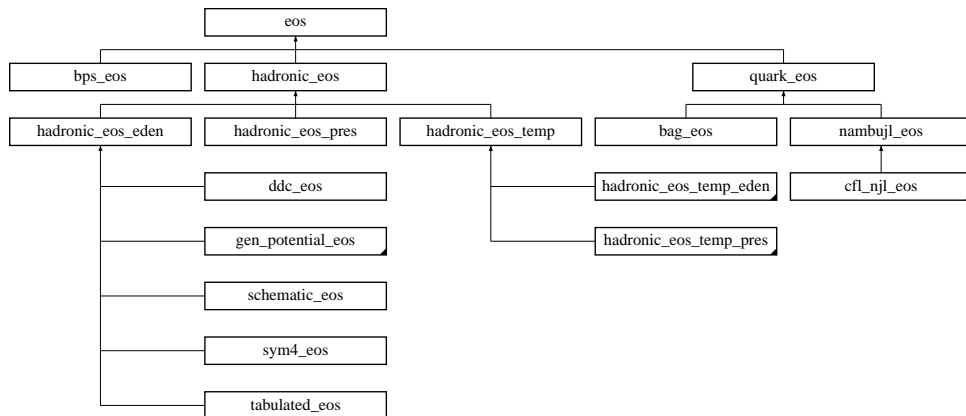 eos
bps_eos
hadronic_eos
quark_eos
hadronic_eos_eden
hadronic_eos_pres
hadronic_eos_temp
bag_eos
nambujl_eos
ddc_eos
hadronic_eos_temp_eden
cfl_njl_eos
gen_potential_eos
hadronic_eos_temp_pres
schematic_eos
sym4_eos
tabulated_eos